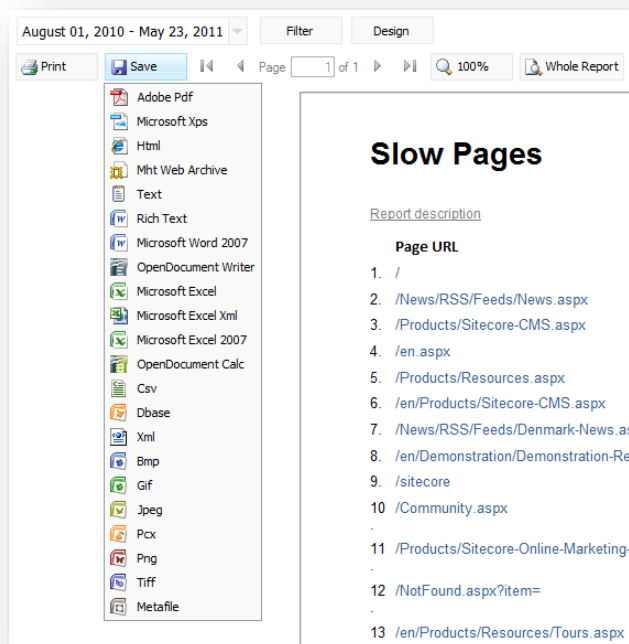 August 01, 2010 - May 23, 2011 Filter Design
Print Save Page 1 of 1 100% Whole Report
Adobe Pdf
Microsoft Xps
Html
Mht Web Archive
Text
Rich Text
Microsoft Word 2007
OpenDocument Writer
Microsoft Excel
Microsoft Excel Xml
Microsoft Excel 2007
OpenDocument Calc
Csv
Dbase
Xml
Bmp
Gif
Jpeg
Pcx
Png
Tiff
Metafile
Slow Pages
Report description
Page URL
1. /
2. /News/RSS/Feeds/News.aspx
3. /Products/Sitecore-CMS.aspx
4. /en.aspx
5. /Products/Resources.aspx
6. /en/Products/Sitecore-CMS.aspx
7. /News/RSS/Feeds/Denmark-News.as
8. /en/Demonstration/Demonstration-Re
9. /sitecore
10 /Community.aspx
.
11 /Products/Sitecore-Online-Marketing-
.
12 /NotFound.aspx?item=
.
13 /en/Products/Resources/Tours.aspx